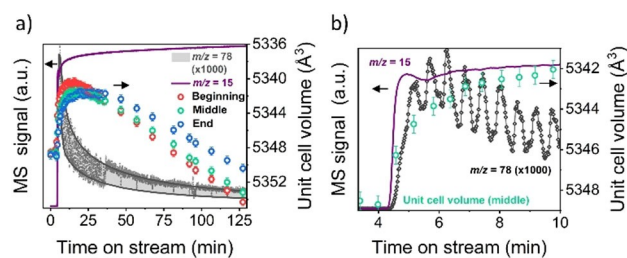 a)
MS signal (a.u.)
m/z = 78
(x1000)
m/z = 15
Beginning
Middle
End
5336
5340
5341
5344
5348
5352
Unit cell volume (Å³)
0 25 50 75 100 125
Time on stream (min)
b)
MS signal (a.u.)
m/z = 15
m/z = 78 (x1000)
Unit cell volume (middle)
5342
5344
5346
5348
Unit cell volume (Å³)
4 6 8 10
Time on stream (min)